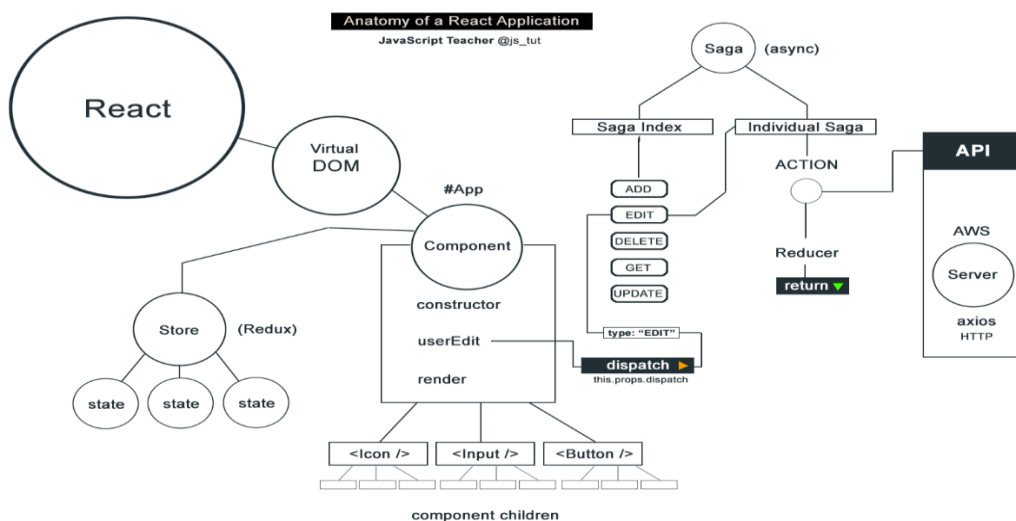 Anatomy of a React Application
JavaScript Teacher @js_tut
React
Virtual
DOM
#App
Component
constructor
userEdit
render
Store
(Redux)
state
state
state
<Icon />
<Input />
<Button />
component children
Saga
(async)
Saga Index
Individual Saga
ADD
EDIT
DELETE
GET
UPDATE
type: “EDIT”
dispatch
this.props.dispatch
ACTION
Reducer
return
API
AWS
Server
axios
HTTP